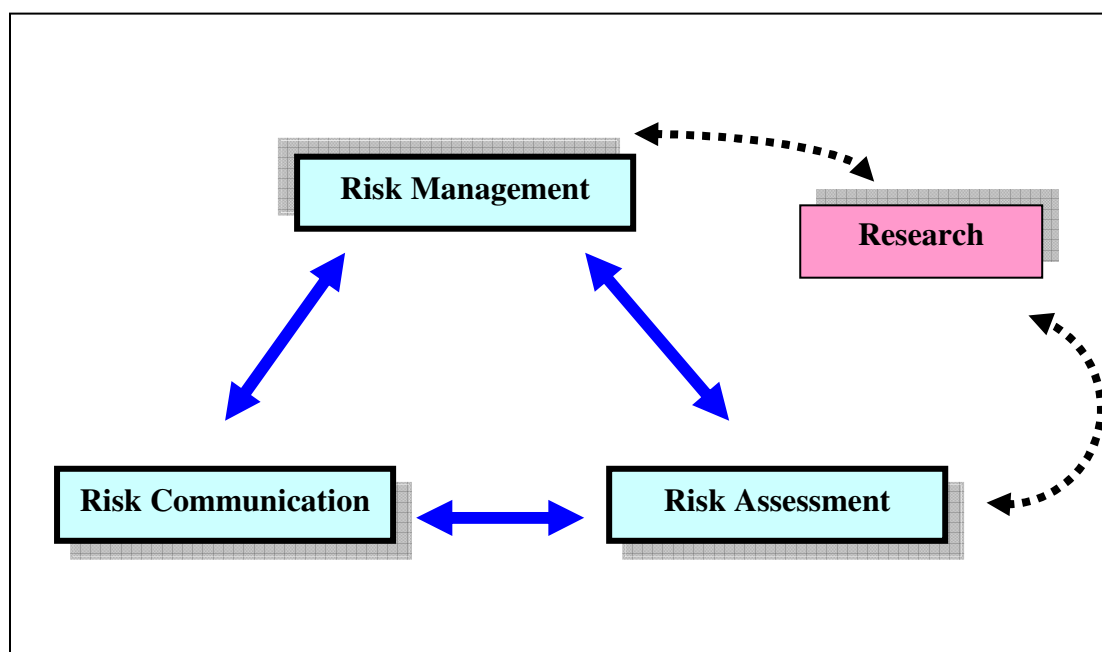 Risk Management
Research
Risk Communication
Risk Assessment